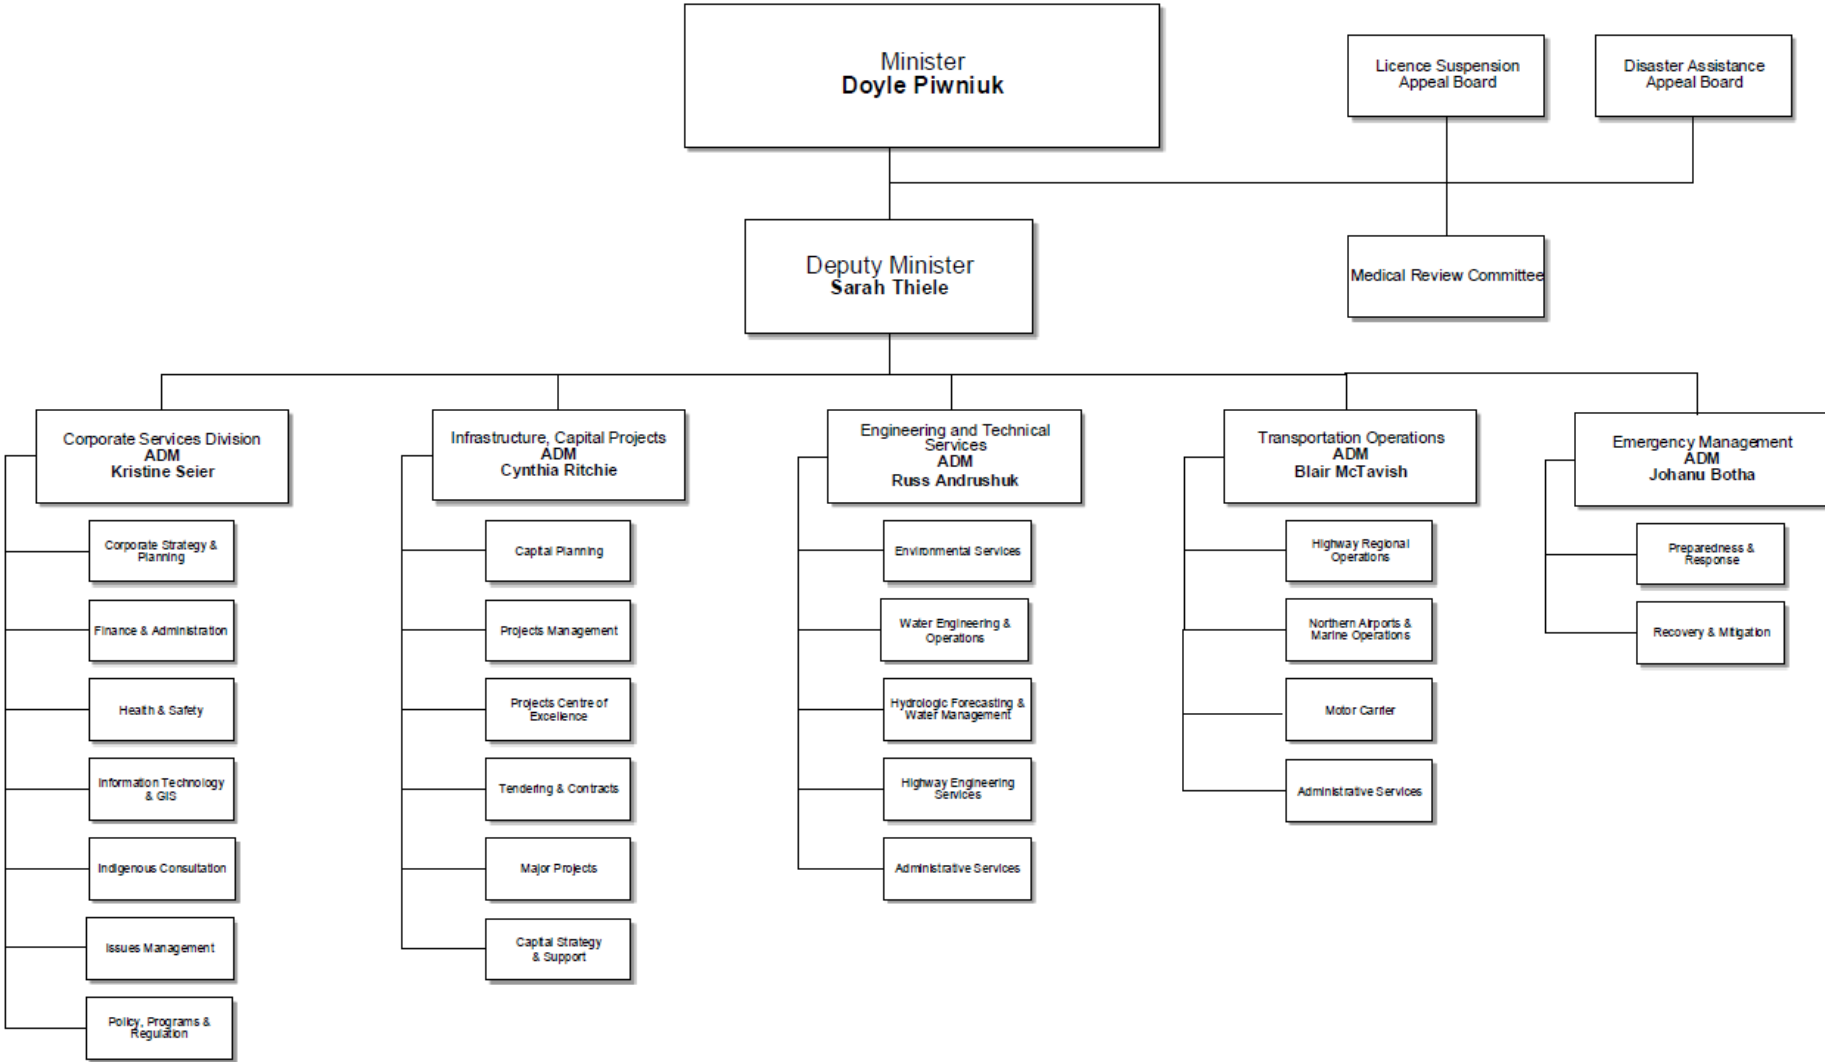 Minister
Doyle Piwniuk
Licence Suspension
Appeal Board
Disaster Assistance
Appeal Board
Deputy Minister
Sarah Thiele
Medical Review Committee
Corporate Services Division
ADM
Kristine Seier
Infrastructure, Capital Projects
ADM
Cynthia Ritchie
Engineering and Technical
Services
ADM
Russ Andrushuk
Transportation Operations
ADM
Blair McTavish
Emergency Management
ADM
Johanu Botha
Corporate Strategy &
Planning
Finance & Administration
Health & Safety
Information Technology
& GIS
Indigenous Consultation
Issues Management
Policy, Programs &
Regulation
Capital Planning
Projects Management
Projects Centre of
Excellence
Tendering & Contracts
Major Projects
Capital Strategy
& Support
Environmental Services
Water Engineering &
Operations
Hydrologic Forecasting &
Water Management
Highway Engineering
Services
Administrative Services
Highway Regional
Operations
Northern Airports &
Marine Operations
Motor Carrier
Administrative Services
Preparedness &
Response
Recovery & Mitigation